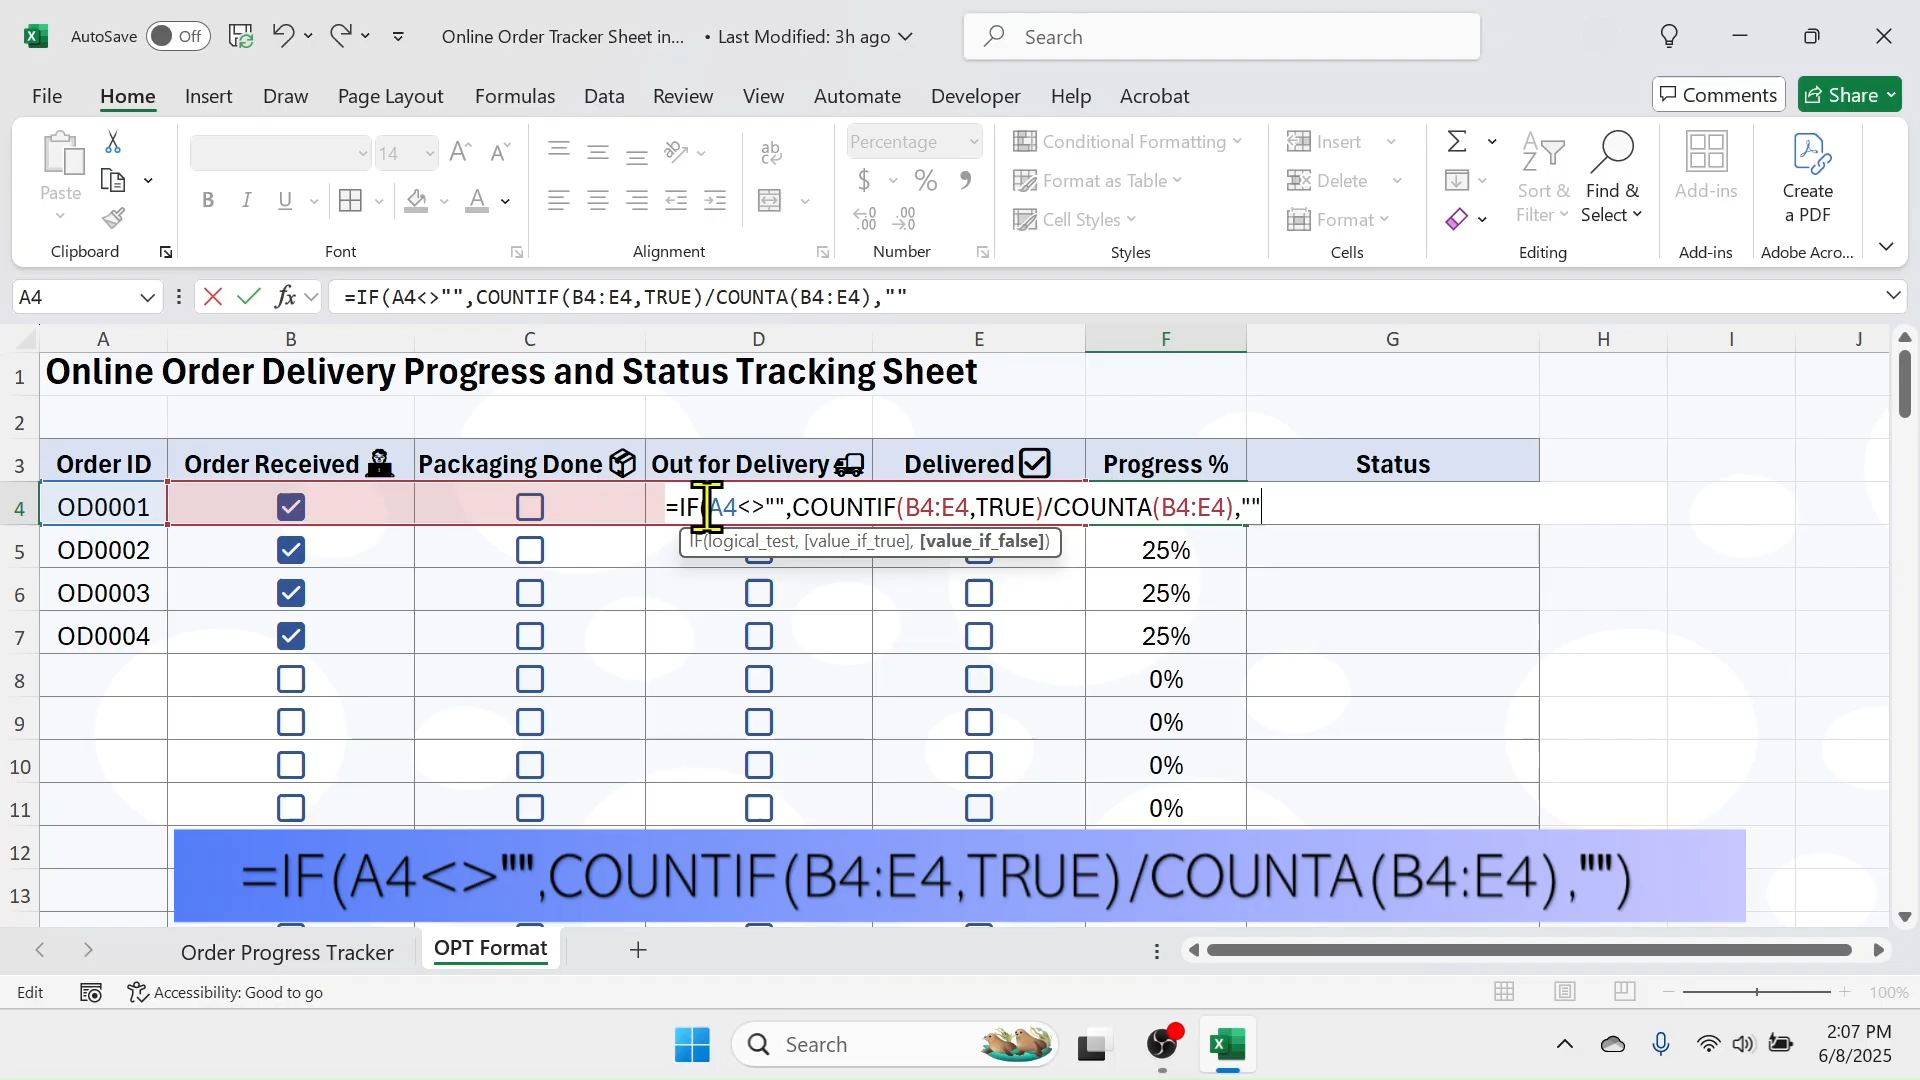 AutoSave Off Online Order Tracker Sheet in... • Last Modified: 3h ago Search
File Home Insert Draw Page Layout Formulas Data Review View Automate Developer Help Acrobat Comments Share
Paste 14 A A ab c Percentage Conditional Formatting Insert Σ A Z Sort & Filter Find & Select Add-ins Create a PDF
B I U A $ % , Format as Table Delete
.0 .00 .00 .0 Cell Styles Format
Clipboard Font Alignment Number Styles Cells Editing Add-ins Adobe Acro...
A4 fx =IF(A4<>"",COUNTIF(B4:E4,TRUE)/COUNTA(B4:E4),""
A B C D E F G H I J
1 Online Order Delivery Progress and Status Tracking Sheet
2
3 Order ID Order Received Packaging Done Out for Delivery Delivered Progress % Status
4 OD0001 =IF(A4<>"",COUNTIF(B4:E4,TRUE)/COUNTA(B4:E4),""
IF(logical_test, [value_if_true], [value_if_false])
5 OD0002 25%
6 OD0003 25%
7 OD0004 25%
8 0%
9 0%
10 0%
11 0%
12
=IF(A4<>"",COUNTIF(B4:E4,TRUE)/COUNTA(B4:E4),"")
13
Order Progress Tracker OPT Format
Edit Accessibility: Good to go 100%
Search 2:07 PM
6/8/2025